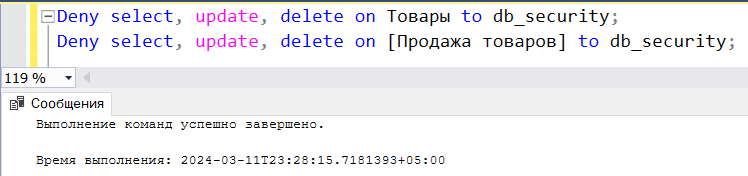 Deny select, update, delete on Товары to db_security;
Deny select, update, delete on [Продажа товаров] to db_security;
119 %
Сообщения
Выполнение команд успешно завершено.
Время выполнения: 2024-03-11T23:28:15.7181393+05:00